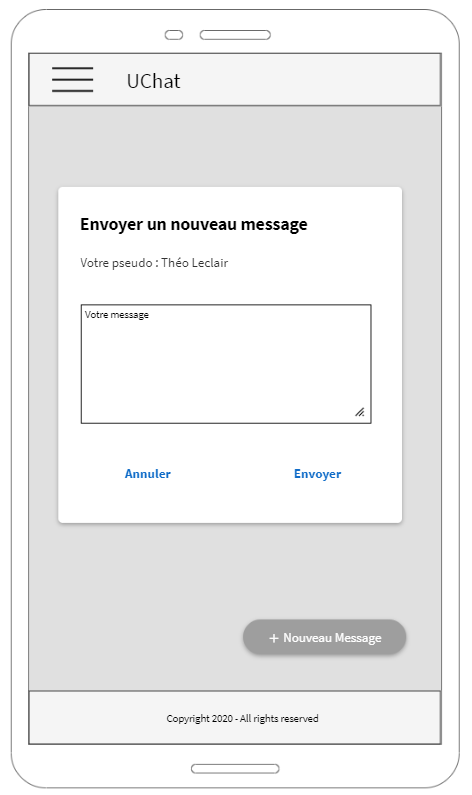 UChat
Envoyer un nouveau message
Votre pseudo : Théo Leclair
Votre message
Annuler
Envoyer
+ Nouveau Message
Copyright 2020 - All rights reserved